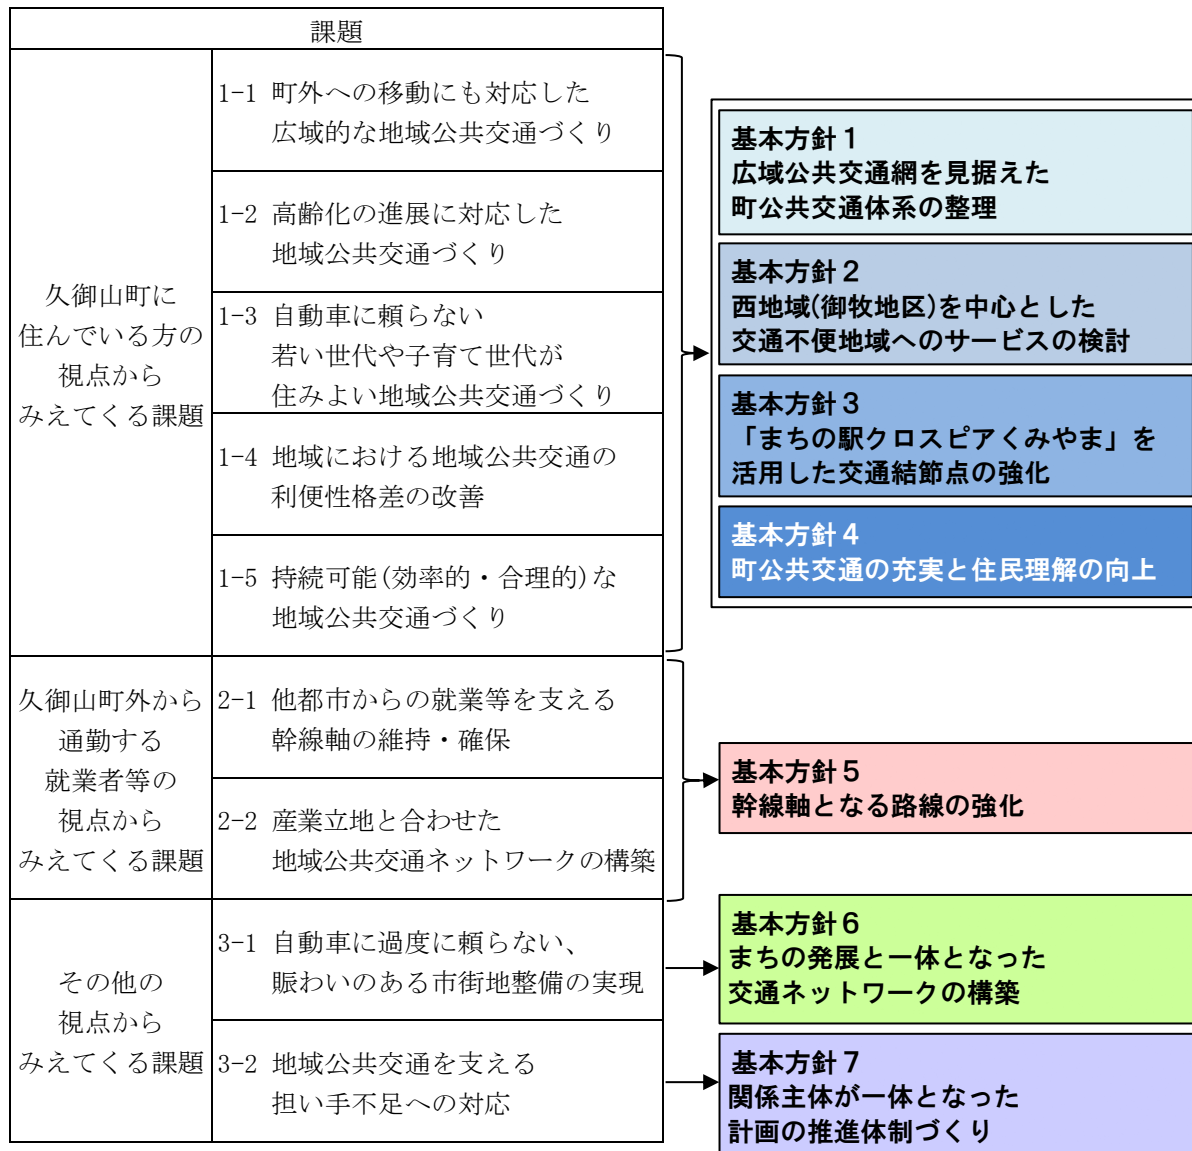 課題
久御山町に
住んでいる方の
視点から
みえてくる課題
1-1 町外への移動にも対応した
広域的な地域公共交通づくり
1-2 高齢化の進展に対応した
地域公共交通づくり
1-3 自動車に頼らない
若い世代や子育て世代が
住みよい地域公共交通づくり
1-4 地域における地域公共交通の
利便性格差の改善
1-5 持続可能(効率的・合理的)な
地域公共交通づくり
基本方針１
広域公共交通網を見据えた
町公共交通体系の整理
基本方針２
西地域(御牧地区)を中心とした
交通不便地域へのサービスの検討
基本方針３
「まちの駅クロスピアくみやま」を
活用した交通結節点の強化
基本方針４
町公共交通の充実と住民理解の向上
久御山町外から
通勤する
就業者等の
視点から
みえてくる課題
2-1 他都市からの就業等を支える
幹線軸の維持・確保
2-2 産業立地と合わせた
地域公共交通ネットワークの構築
基本方針５
幹線軸となる路線の強化
その他の
視点から
みえてくる課題
3-1 自動車に過度に頼らない、
賑わいのある市街地整備の実現
3-2 地域公共交通を支える
担い手不足への対応
基本方針６
まちの発展と一体となった
交通ネットワークの構築
基本方針７
関係主体が一体となった
計画の推進体制づくり